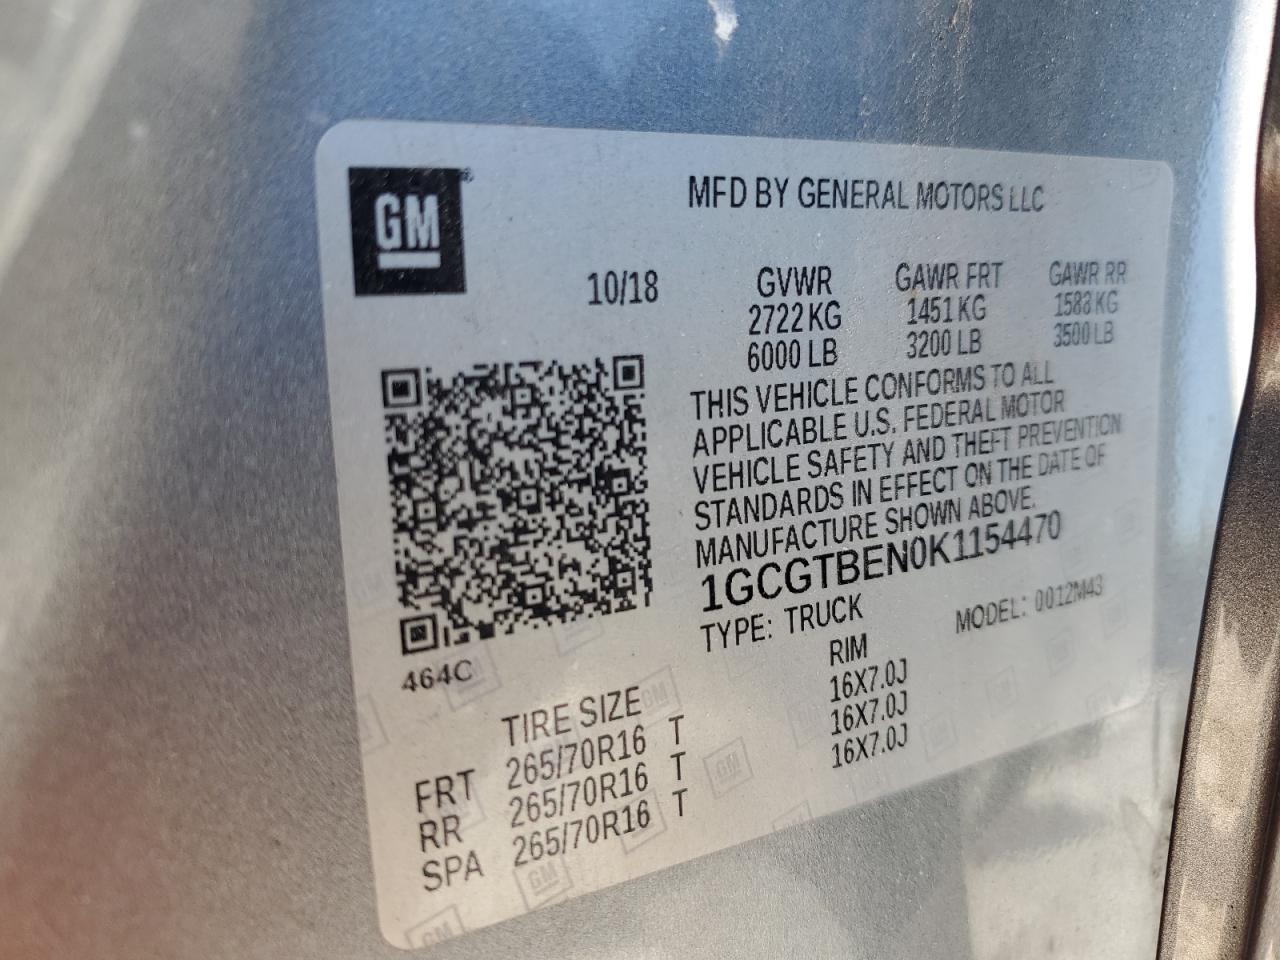 GM
MFD BY GENERAL MOTORS LLC
10/18 GVWR GAWR FRT GAWR RR
2722 KG 1451 KG 1588 KG
6000 LB 3200 LB 3500 LB
THIS VEHICLE CONFORMS TO ALL
APPLICABLE U.S. FEDERAL MOTOR
VEHICLE SAFETY AND THEFT PREVENTION
STANDARDS IN EFFECT ON THE DATE OF
MANUFACTURE SHOWN ABOVE.
1GCGTBEN0K1154470
TYPE: TRUCK MODEL: 0012M43
464C
TIRE SIZE RIM
FRT 265/70R16 T 16X7.0J
RR 265/70R16 T 16X7.0J
SPA 265/70R16 T 16X7.0J